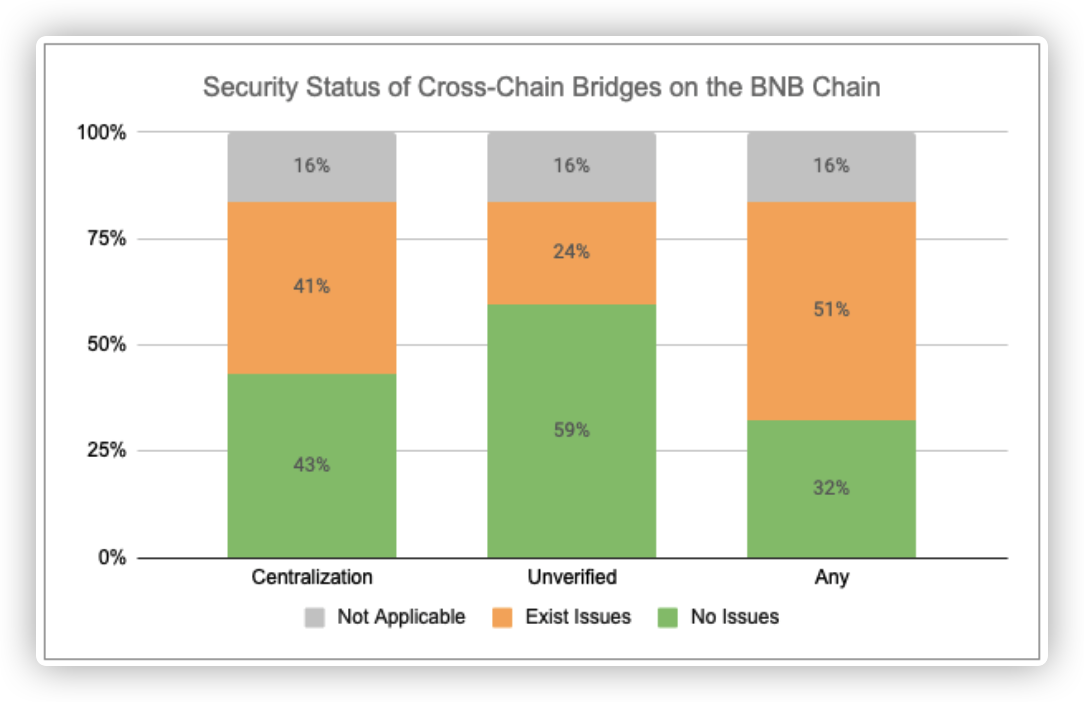 Security Status of Cross-Chain Bridges on the BNB Chain
100%
16%
16%
16%
75%
24%
41%
51%
50%
59%
25%
43%
32%
0%
Centralization
Unverified
Any
Not Applicable
Exist Issues
No Issues